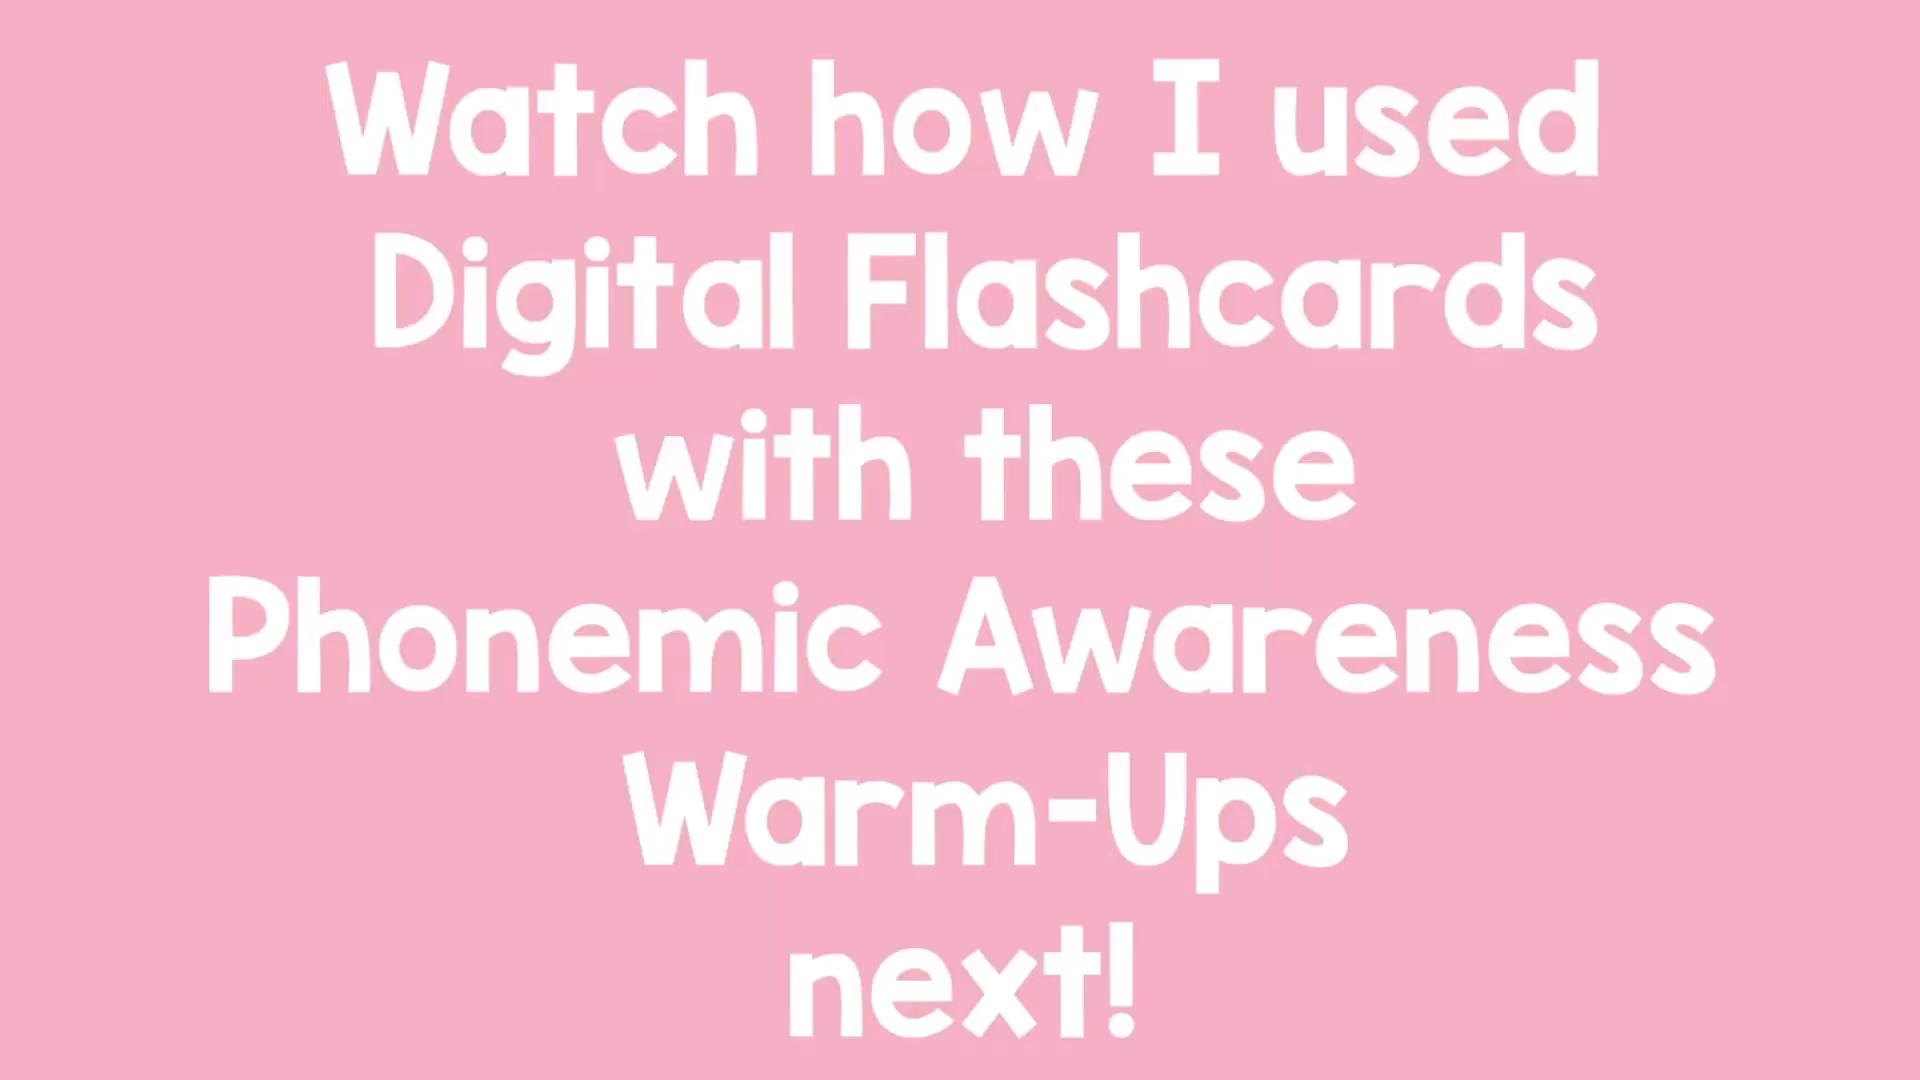 Watch how I used
Digital Flashcards
with these
Phonemic Awareness
Warm-Ups
next!